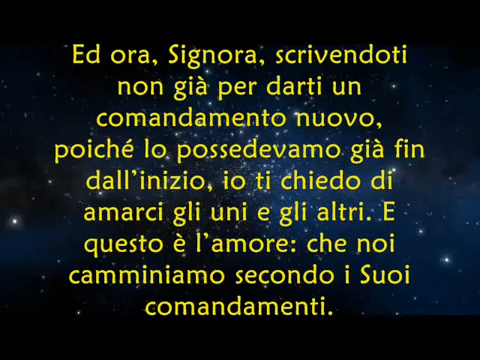 Ed ora, Signora, scrivendoti
non già per darti un
comandamento nuovo,
poiché lo possedevamo già fin
dall'inizio, io ti chiedo di
amarci gli uni e gli altri. E
questo è l'amore: che noi
camminiamo secondo i Suoi
comandamenti.